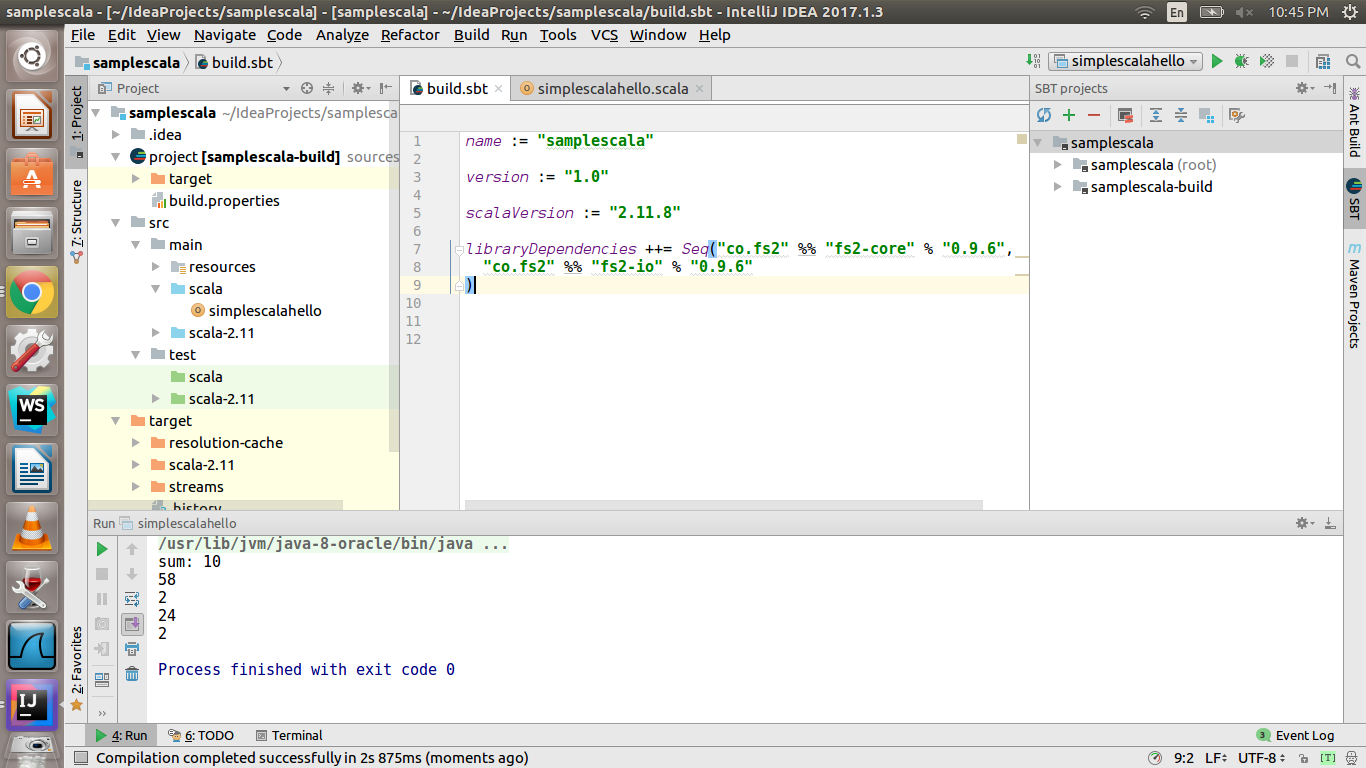 samplescala - [~/IdeaProjects/samplescala] - [samplescala] - ~/IdeaProjects/samplescala/build.sbt - IntelliJ IDEA 2017.1.3
En
10:45 PM
File Edit View Navigate Code Analyze Refactor Build Run Tools VCS Window Help
samplescala build.sbt
simplescalahello
Project
build.sbt
simplescalahello.scala
SBT projects
1: Project
7: Structure
2: Favorites
samplescala ~/IdeaProjects/samplesca
.idea
project [samplescala-build] sources
target
build.properties
src
main
resources
scala
simplescalahello
scala-2.11
test
scala
scala-2.11
target
resolution-cache
scala-2.11
streams
.history
1 name := "samplescala"
2
3 version := "1.0"
4
5 scalaVersion := "2.11.8"
6
7 libraryDependencies ++= Seq("co.fs2" %% "fs2-core" % "0.9.6",
8 "co.fs2" %% "fs2-io" % "0.9.6"
9 )
10
11
12
samplescala
samplescala (root)
samplescala-build
Ant Build
SBT
m
Maven Projects
Run simplescalahello
/usr/lib/jvm/java-8-oracle/bin/java ...
sum: 10
58
2
24
2
Process finished with exit code 0
WS
IJ
4: Run 6: TODO Terminal
3 Event Log
Compilation completed successfully in 2s 875ms (moments ago)
9:2 LF UTF-8 [T]